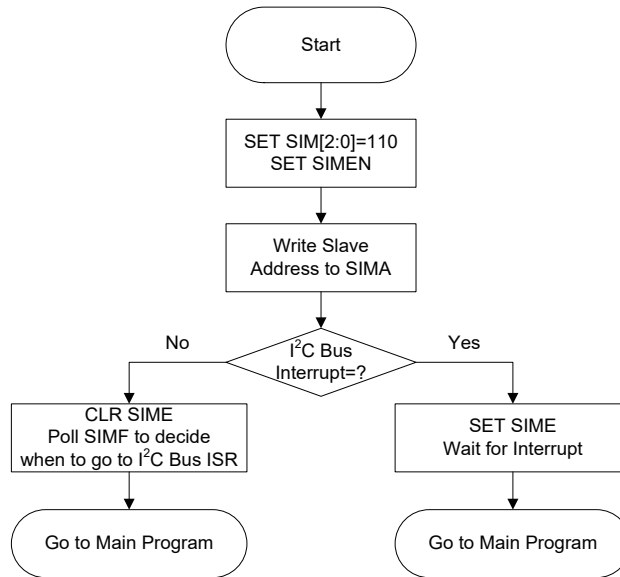 Start
SET SIM[2:0]=110
SET SIMEN
Write Slave
Address to SIMA
I²C Bus
Interrupt=?
No
Yes
CLR SIME
Poll SIMF to decide
when to go to I²C Bus ISR
SET SIME
Wait for Interrupt
Go to Main Program
Go to Main Program